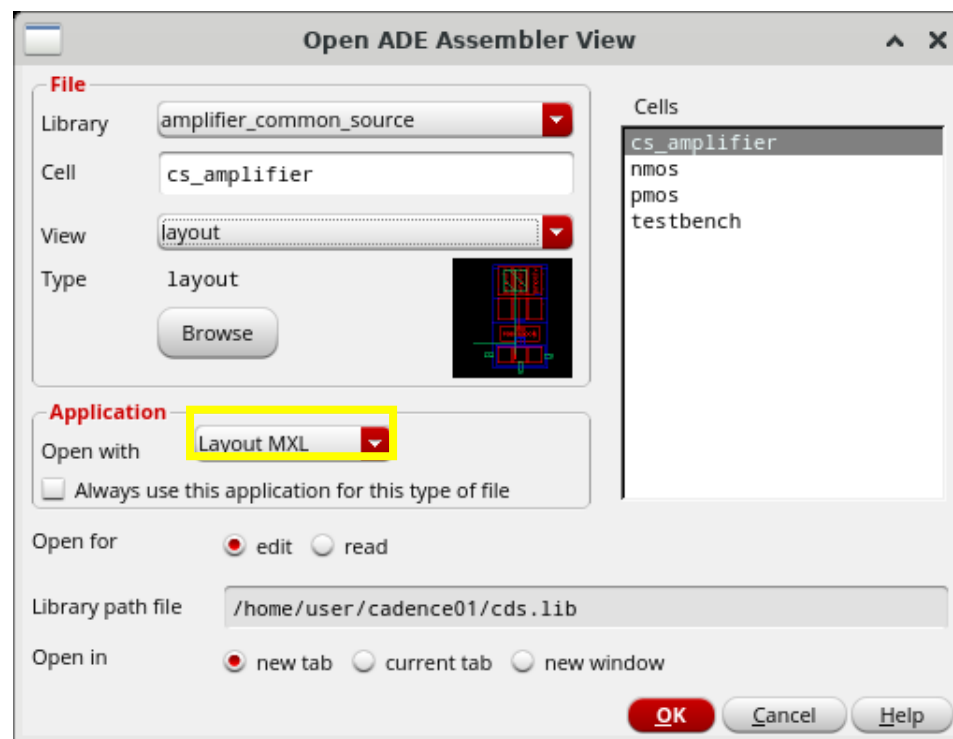 Open ADE Assembler View
File
Library amplifier_common_source
Cell cs_amplifier
View layout
Type layout
Browse
Cells
cs_amplifier
nmos
pmos
testbench
Application
Open with Layout MXL
Always use this application for this type of file
Open for edit read
Library path file /home/user/cadence01/cds.lib
Open in new tab current tab new window
OK Cancel Help